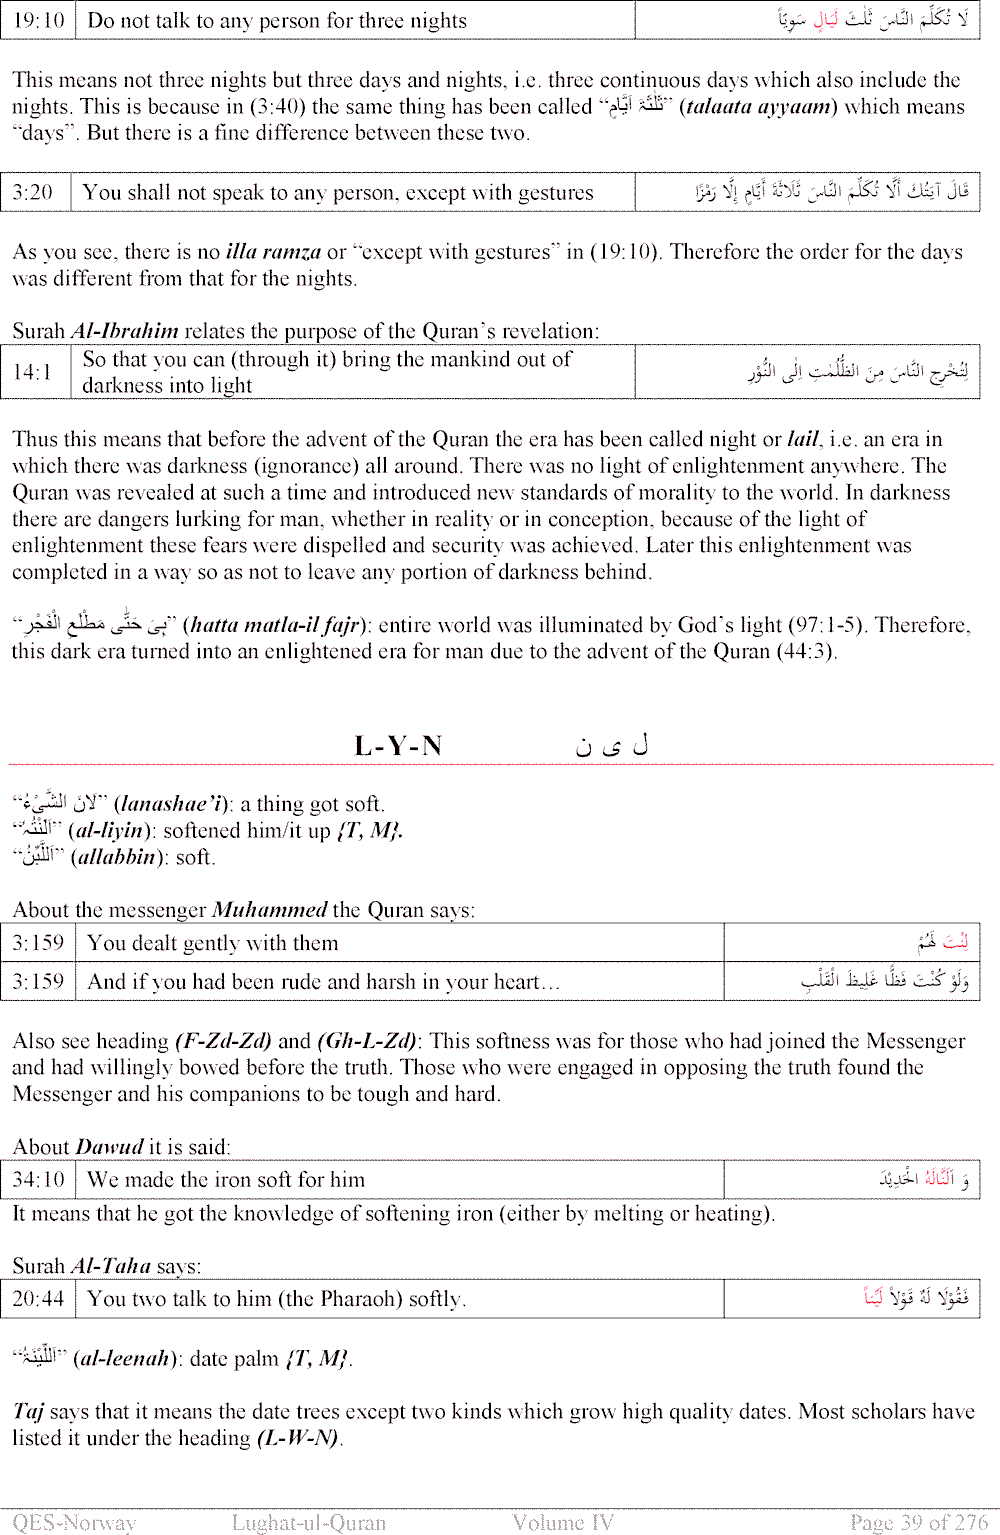 19:10 Do not talk to any person for three nights لَا تُكَلِّمَ النَّاسَ ثَلٰثَ لَيَالٍ سَوِيّاً
This means not three nights but three days and nights, i.e. three continuous days which also include the
nights. This is because in (3:40) the same thing has been called “ثَلٰثَۃَ اَيَّامٍ” (talaata ayyaam) which means
“days”. But there is a fine difference between these two.
3:20 You shall not speak to any person, except with gestures قَالَ آيَتُكَ أَلَّا تُكَلِّمَ النَّاسَ ثَلَاثَةَ أَيَّامٍ إِلَّا رَمْزًا
As you see, there is no illa ramza or “except with gestures” in (19:10). Therefore the order for the days
was different from that for the nights.
Surah Al-Ibrahim relates the purpose of the Quran’s revelation:
14:1 So that you can (through it) bring the mankind out of
darkness into light لِتُخْرِجَ النَّاسَ مِنَ الظُّلُمٰتِ اِلَى النُّوْرِ
Thus this means that before the advent of the Quran the era has been called night or lail, i.e. an era in
which there was darkness (ignorance) all around. There was no light of enlightenment anywhere. The
Quran was revealed at such a time and introduced new standards of morality to the world. In darkness
there are dangers lurking for man, whether in reality or in conception, because of the light of
enlightenment these fears were dispelled and security was achieved. Later this enlightenment was
completed in a way so as not to leave any portion of darkness behind.
“ہِیَ حَتّٰی مَطْلَعِ الْفَجْرِ” (hatta matla-il fajr): entire world was illuminated by God’s light (97:1-5). Therefore,
this dark era turned into an enlightened era for man due to the advent of the Quran (44:3).
L-Y-N ل ی ن
“لَانَ الشَّیْءُ” (lanashae’i): a thing got soft.
“اَلَنْتُہٗ” (al-liyin): softened him/it up {T, M}.
“اَللَّيِّنُ” (allabbin): soft.
About the messenger Muhammed the Quran says:
3:159 You dealt gently with them لِنْتَ لَهُمْ
3:159 And if you had been rude and harsh in your heart… وَلَوْ كُنْتَ فَظًّا غَلِيظَ الْقَلْبِ
Also see heading (F-Zd-Zd) and (Gh-L-Zd): This softness was for those who had joined the Messenger
and had willingly bowed before the truth. Those who were engaged in opposing the truth found the
Messenger and his companions to be tough and hard.
About Dawud it is said:
34:10 We made the iron soft for him وَ اَلَنَّالَهُ الْحَدِيْدَ
It means that he got the knowledge of softening iron (either by melting or heating).
Surah Al-Taha says:
20:44 You two talk to him (the Pharaoh) softly. فَقُوْلَا لَهُ قَوْلاً لَيِّناً
“اَللِّيْنَۃُ” (al-leenah): date palm {T, M}.
Taj says that it means the date trees except two kinds which grow high quality dates. Most scholars have
listed it under the heading (L-W-N).
QES-Norway Lughat-ul-Quran Volume IV Page 39 of 276